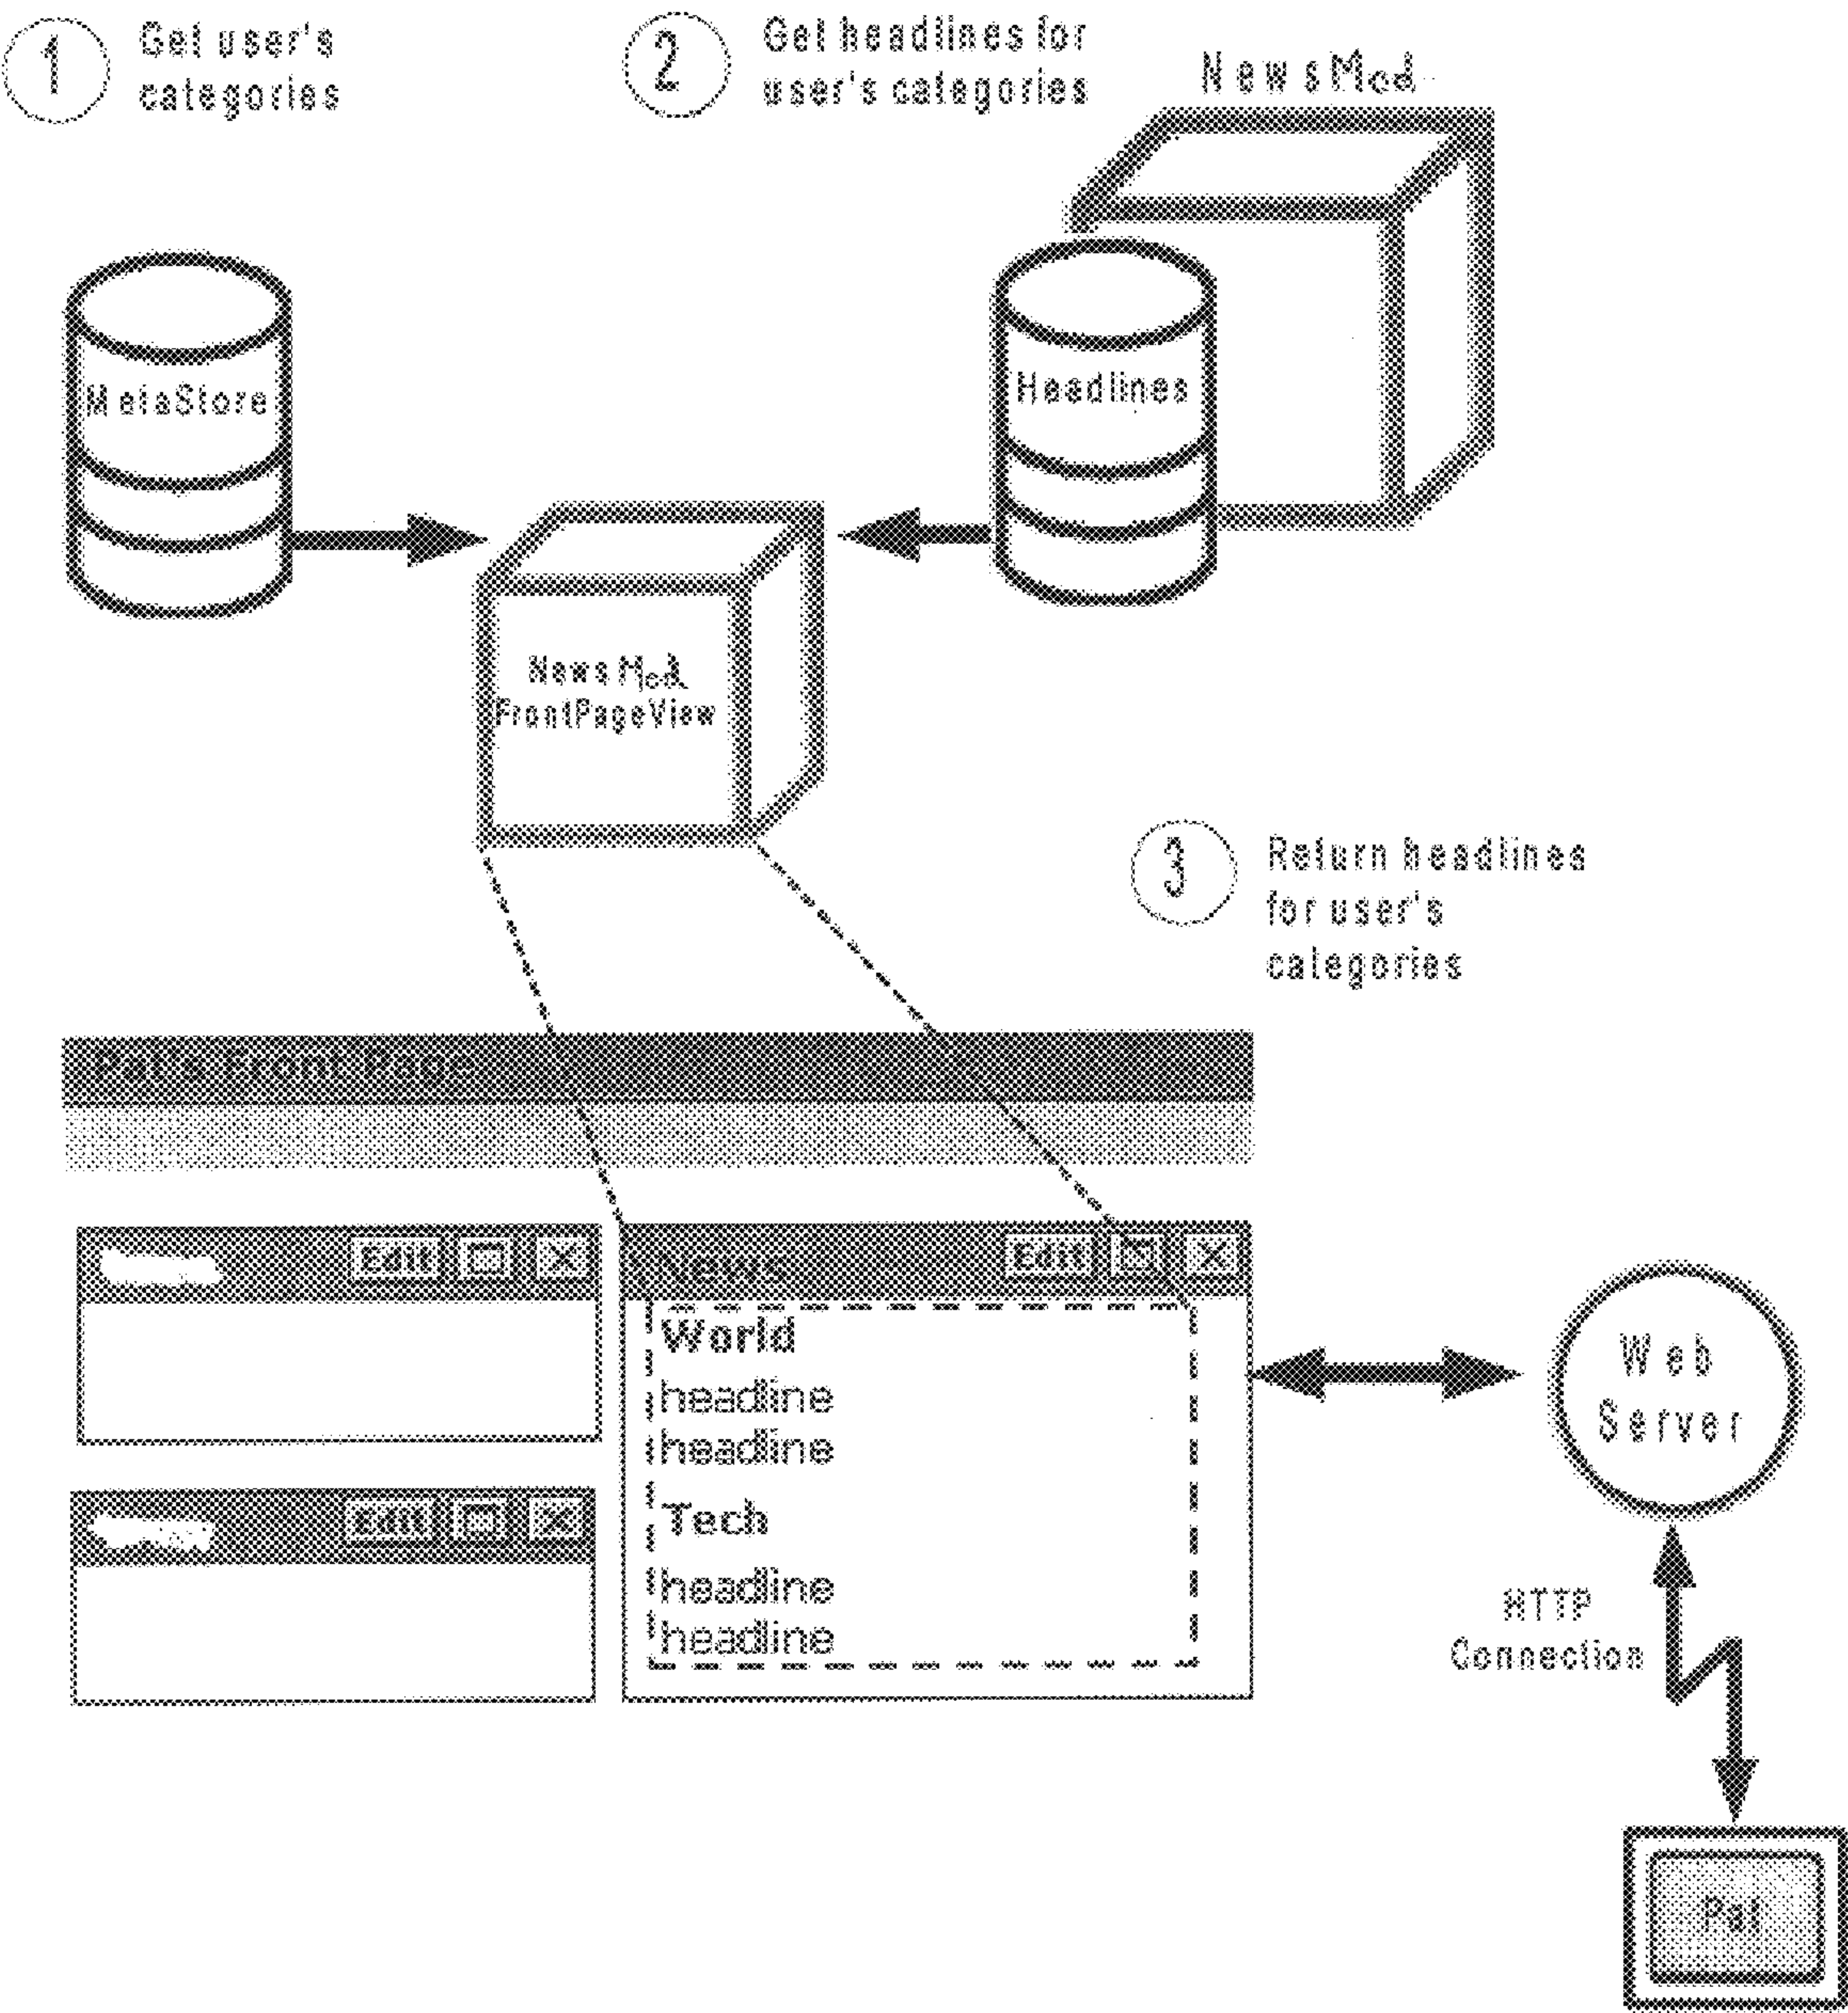 1
Get user's
categories
2
Get headlines for
user's categories
NewsMod
MetaStore
Headlines
NewsMod
FrontPageView
3
Return headlines
for user's
categories
Pat's Front Page
Edit
X
News
Edit
X
World
headline
headline
Edit
X
Tech
headline
headline
Web
Server
HTTP
Connection
Pat